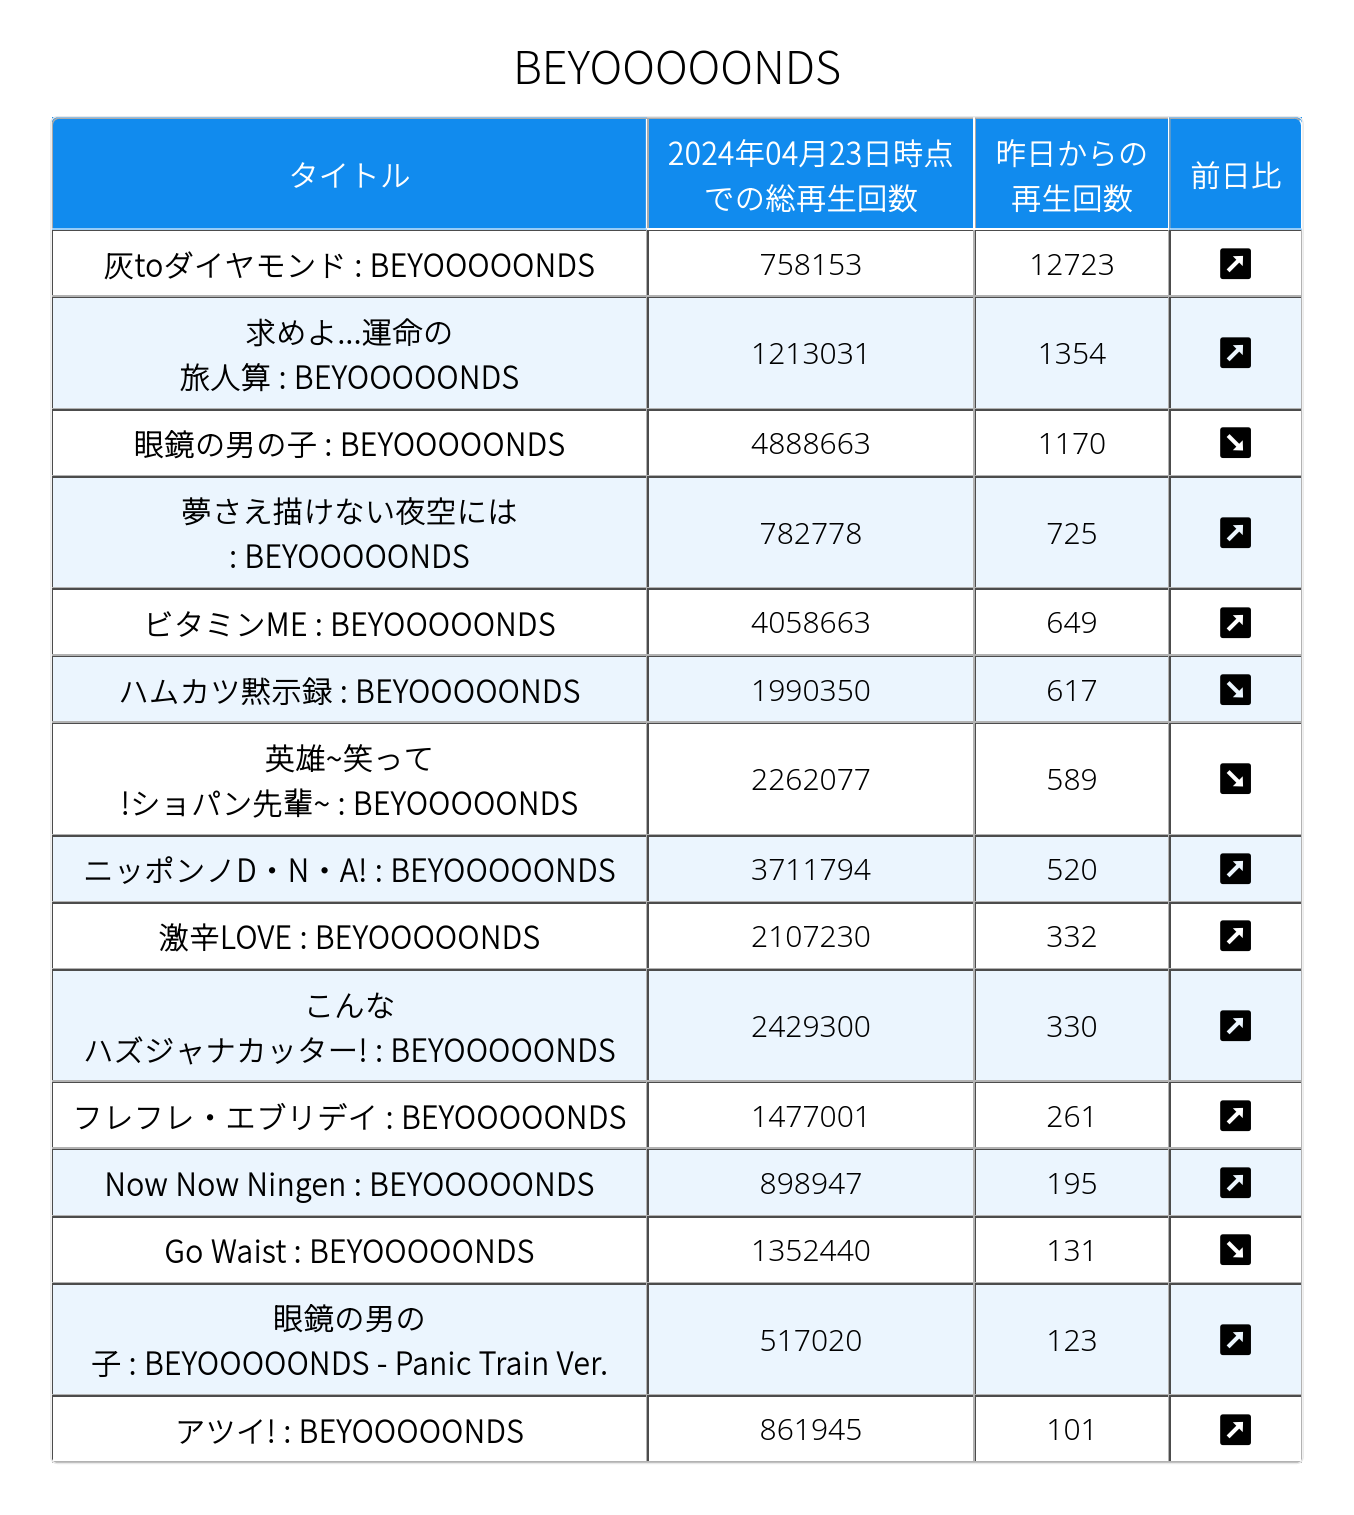 BEYOOOOONDS
タイトル
2024年04月23日時点
での総再生回数
昨日からの
再生回数
前日比
灰toダイヤモンド : BEYOOOOONDS
758153
12723
求めよ...運命の
旅人算 : BEYOOOOONDS
1213031
1354
眼鏡の男の子 : BEYOOOOONDS
4888663
1170
夢さえ描けない夜空には
: BEYOOOOONDS
782778
725
ビタミンME : BEYOOOOONDS
4058663
649
ハムカツ黙示録 : BEYOOOOONDS
1990350
617
英雄~笑って
!ショパン先輩~ : BEYOOOOONDS
2262077
589
ニッポンノD・N・A! : BEYOOOOONDS
3711794
520
激辛LOVE : BEYOOOOONDS
2107230
332
こんな
ハズジャナカッター! : BEYOOOOONDS
2429300
330
フレフレ・エブリデイ : BEYOOOOONDS
1477001
261
Now Now Ningen : BEYOOOOONDS
898947
195
Go Waist : BEYOOOOONDS
1352440
131
眼鏡の男の
子 : BEYOOOOONDS - Panic Train Ver.
517020
123
アツイ! : BEYOOOOONDS
861945
101